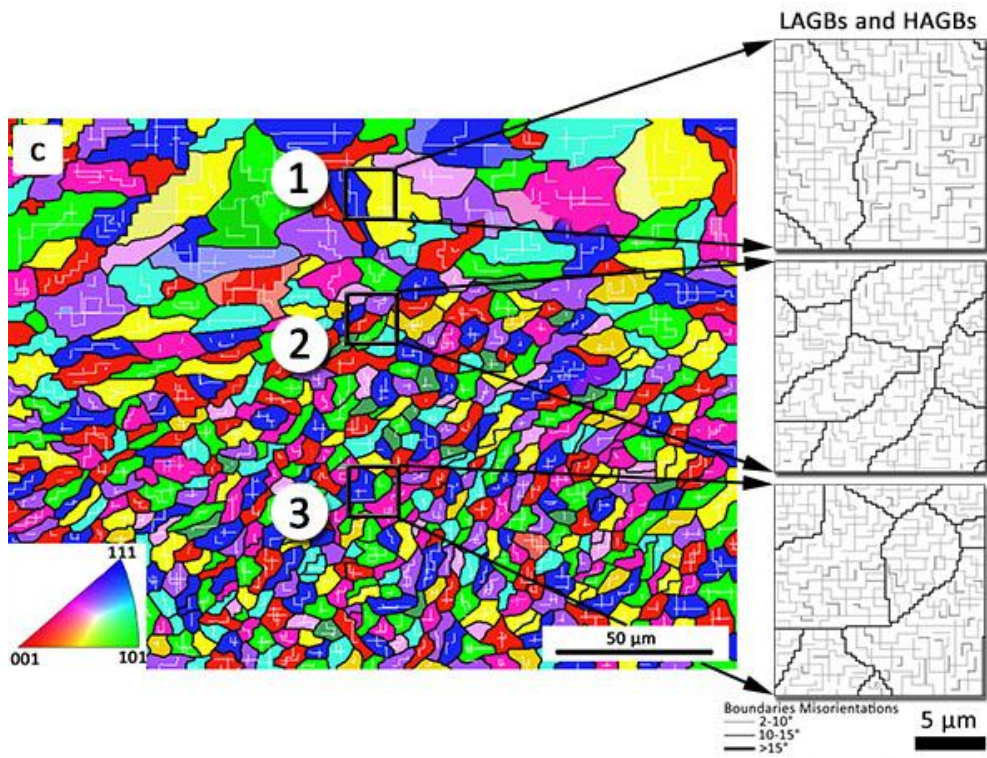 LAGBs and HAGBs
c
1
2
3
111
001
101
50 µm
Boundaries Misorientations
2-10°
10-15°
>15°
5 µm